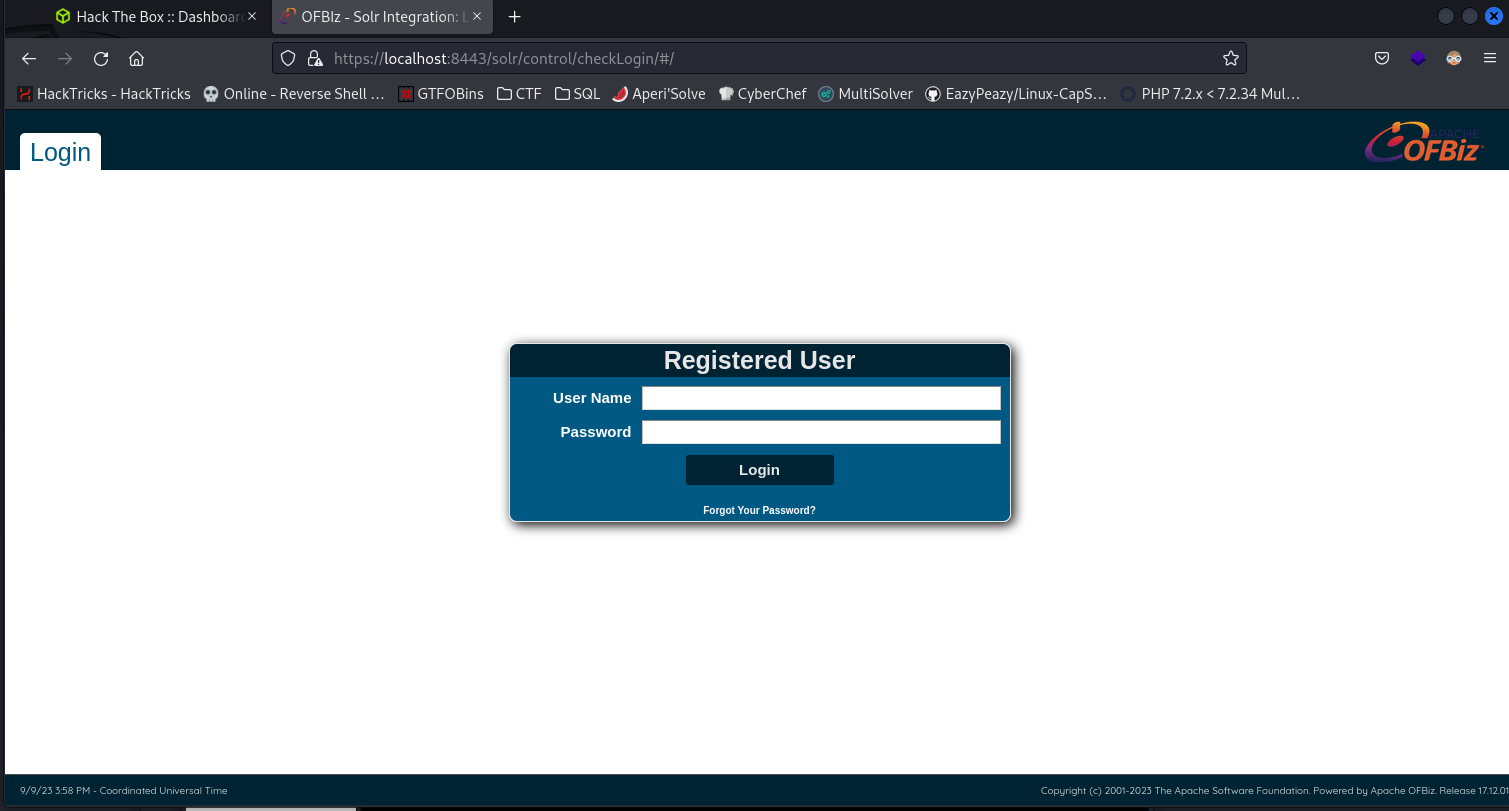 Hack The Box :: Dashboar
OFBIz - Solr Integration: L
https://localhost:8443/solr/control/checkLogin/#/
HackTricks - HackTricks
Online - Reverse Shell …
GTFOBins
CTF
SQL
Aperi'Solve
CyberChef
MultiSolver
EazyPeazy/Linux-CapS…
PHP 7.2.x < 7.2.34 Mul…
Login
APACHE
OFBiz
Registered User
User Name
Password
Login
Forgot Your Password?
9/9/23 3:58 PM - Coordinated Universal Time
Copyright (c) 2001-2023 The Apache Software Foundation. Powered by Apache OFBiz. Release 17.12.01